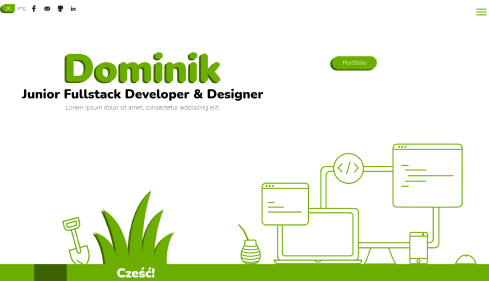 pl eng
Dominik
Portfolio
Junior Fullstack Developer & Designer
Lorem ipsum dolor sit amet, consectetur adipiscing elit.
Cześć!